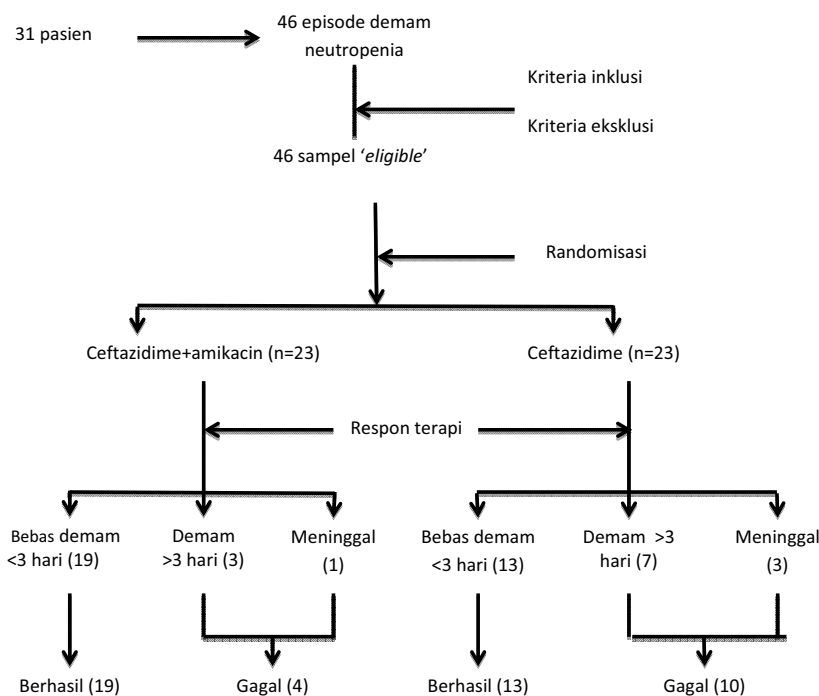 31 pasien
46 episode demam
neutropenia
Kriteria inklusi
Kriteria eksklusi
46 sampel ‘eligible’
Randomisasi
Ceftazidime+amikacin (n=23)
Ceftazidime (n=23)
Respon terapi
Bebas demam
<3 hari (19)
Demam
>3 hari (3)
Meninggal
(1)
Bebas demam
<3 hari (13)
Demam >3
hari (7)
Meninggal
(3)
Berhasil (19)
Gagal (4)
Berhasil (13)
Gagal (10)